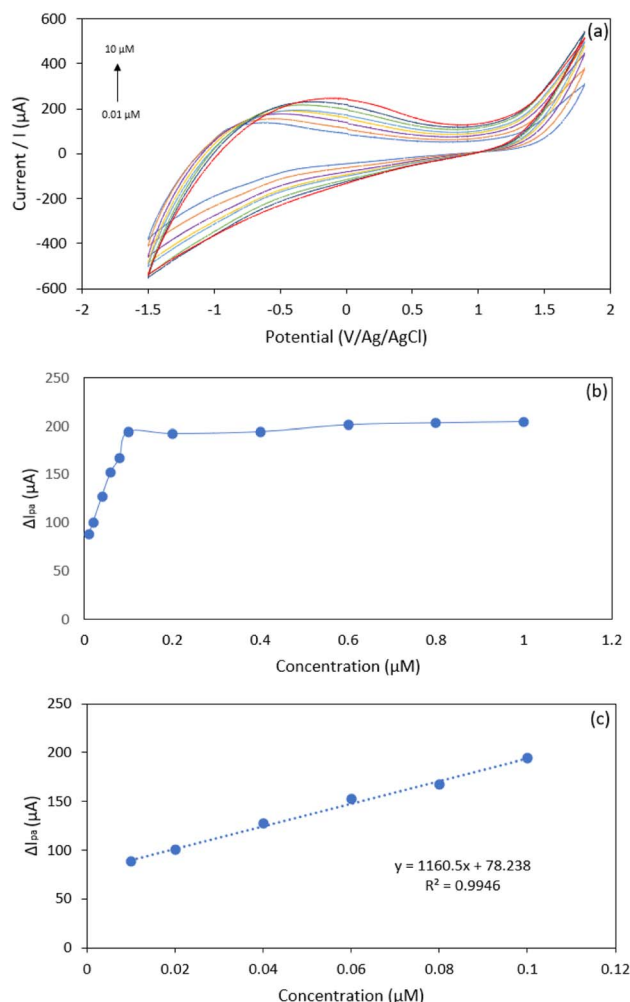 600
(a)
10 µM
400
0.01 µM
200
0
-200
-400
-600
Current / I (µA)
-2 -1.5 -1 -0.5 0 0.5 1 1.5 2
Potential (V/Ag/AgCl)
250
(b)
200
150
100
50
0
ΔIpa (µA)
0 0.2 0.4 0.6 0.8 1 1.2
Concentration (µM)
250
(c)
200
150
100
50
0
ΔIpa (µA)
y = 1160.5x + 78.238
R² = 0.9946
0 0.02 0.04 0.06 0.08 0.1 0.12
Concentration (µM)